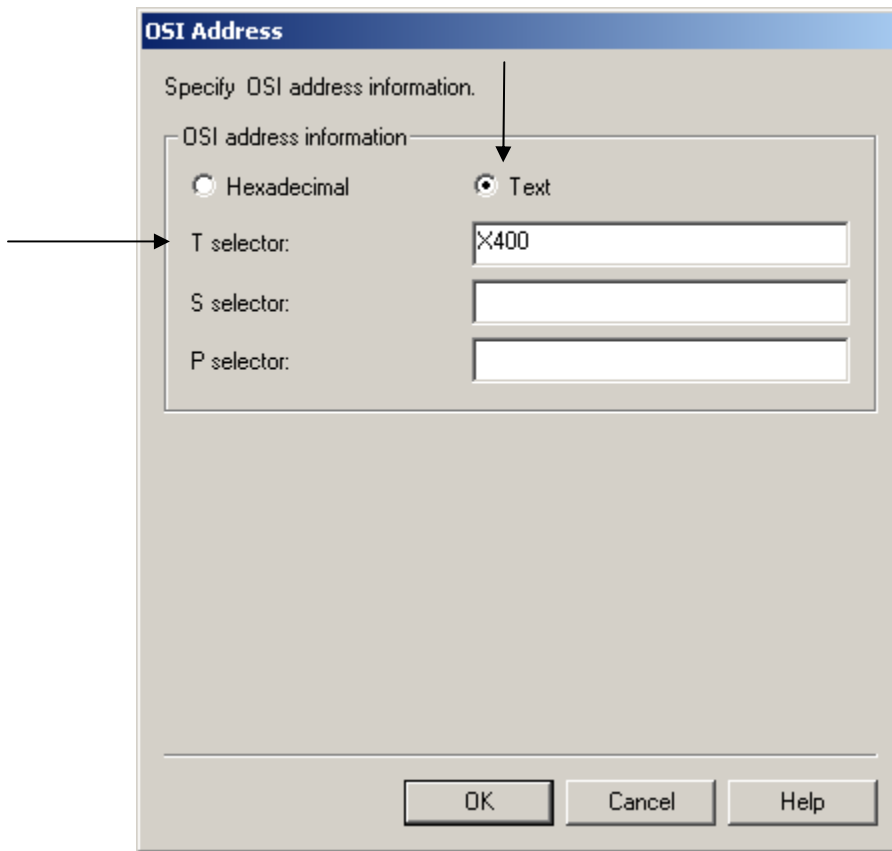 OSI Address
Specify OSI address information.
OSI address information
Hexadecimal Text
T selector: X400
S selector:
P selector:
OK Cancel Help